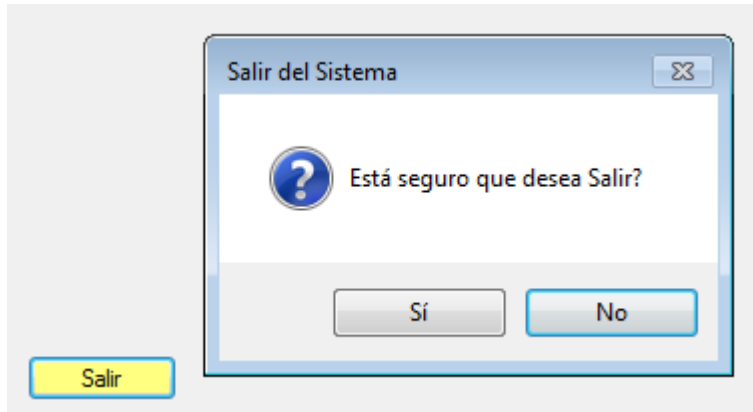 Salir del Sistema
Está seguro que desea Salir?
Sí
No
Salir